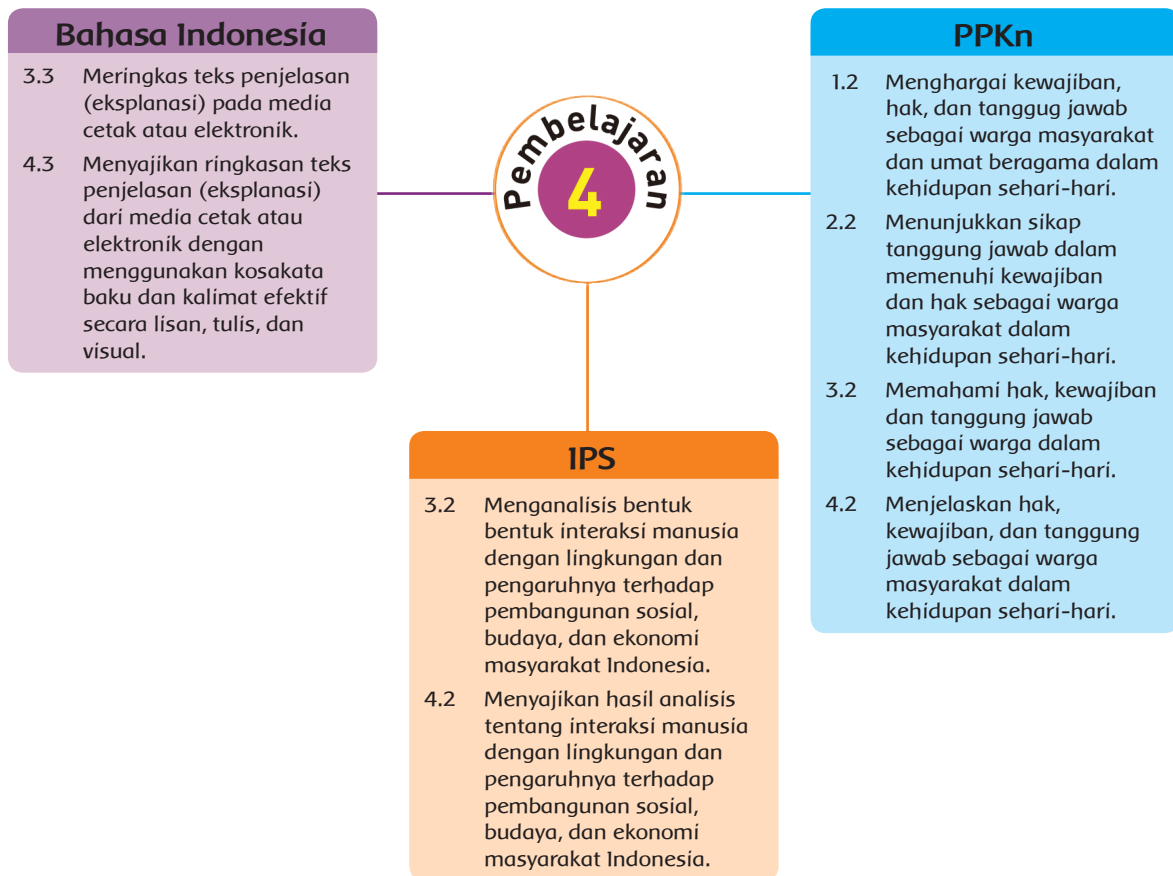 Bahasa Indonesia
3.3 Meringkas teks penjelasan
(eksplanasi) pada media
cetak atau elektronik.
4.3 Menyajikan ringkasan teks
penjelasan (eksplanasi)
dari media cetak atau
elektronik dengan
menggunakan kosakata
baku dan kalimat efektif
secara lisan, tulis, dan
visual.
Pembelajaran
4
PPKn
1.2 Menghargai kewajiban,
hak, dan tanggug jawab
sebagai warga masyarakat
dan umat beragama dalam
kehidupan sehari-hari.
2.2 Menunjukkan sikap
tanggung jawab dalam
memenuhi kewajiban
dan hak sebagai warga
masyarakat dalam
kehidupan sehari-hari.
3.2 Memahami hak, kewajiban
dan tanggung jawab
sebagai warga dalam
kehidupan sehari-hari.
4.2 Menjelaskan hak,
kewajiban, dan tanggung
jawab sebagai warga
masyarakat dalam
kehidupan sehari-hari.
IPS
3.2 Menganalisis bentuk
bentuk interaksi manusia
dengan lingkungan dan
pengaruhnya terhadap
pembangunan sosial,
budaya, dan ekonomi
masyarakat Indonesia.
4.2 Menyajikan hasil analisis
tentang interaksi manusia
dengan lingkungan dan
pengaruhnya terhadap
pembangunan sosial,
budaya, dan ekonomi
masyarakat Indonesia.